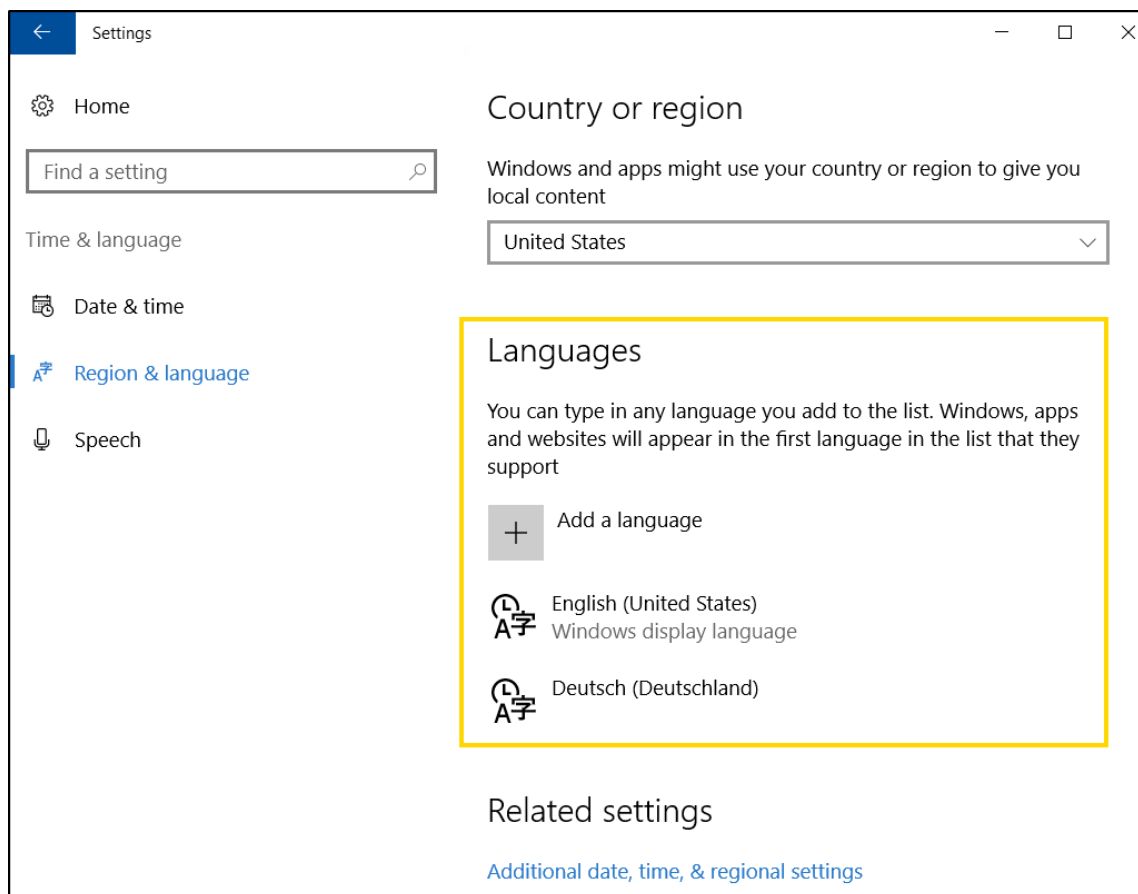 Settings
Home
Find a setting
Time & language
Date & time
Region & language
Speech
Country or region
Windows and apps might use your country or region to give you
local content
United States
Languages
You can type in any language you add to the list. Windows, apps
and websites will appear in the first language in the list that they
support
Add a language
English (United States)
Windows display language
Deutsch (Deutschland)
Related settings
Additional date, time, & regional settings